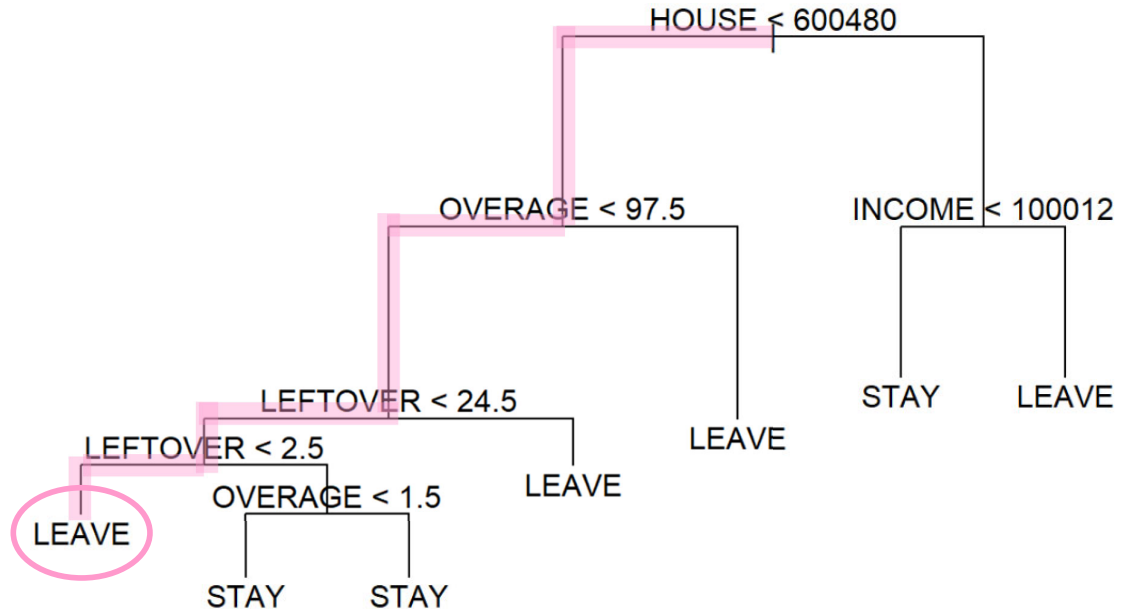 HOUSE < 600480
OVERAGE < 97.5
INCOME < 100012
STAY
LEAVE
LEFTOVER < 24.5
LEAVE
LEFTOVER < 2.5
LEAVE
OVERAGE < 1.5
LEAVE
STAY
STAY